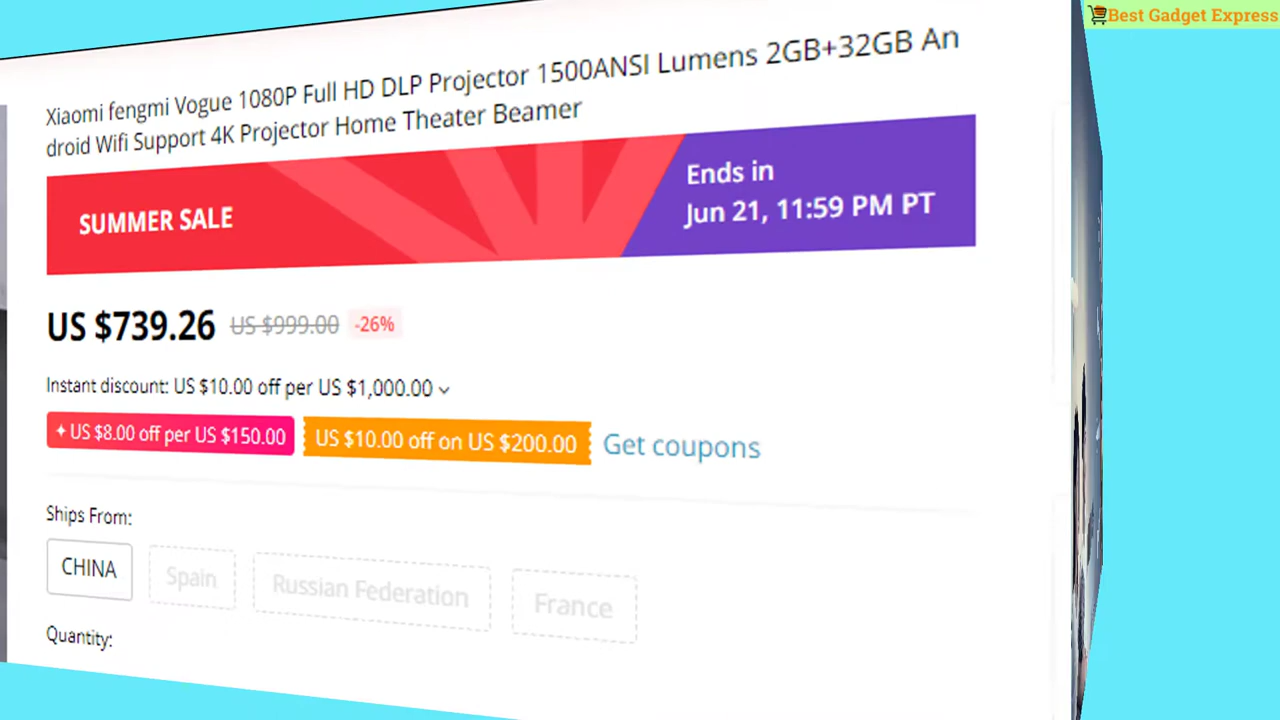 Best Gadget Express
Xiaomi fengmi Vogue 1080P Full HD DLP Projector 1500ANSI Lumens 2GB+32GB An
droid Wifi Support 4K Projector Home Theater Beamer
SUMMER SALE
Ends in
Jun 21, 11:59 PM PT
US $739.26 US $999.00 -26%
Instant discount: US $10.00 off per US $1,000.00
US $8.00 off per US $150.00 US $10.00 off on US $200.00 Get coupons
Ships From:
CHINA Spain Russian Federation France
Quantity: